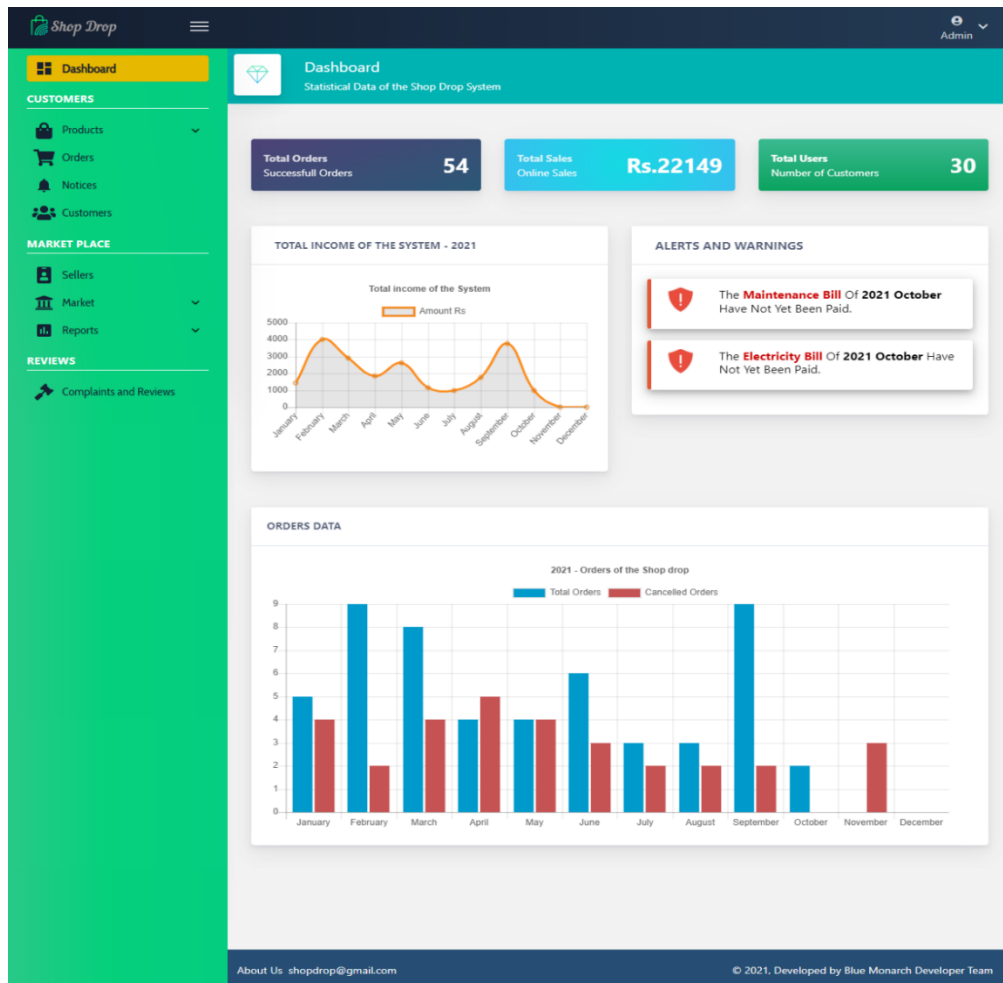 Shop Drop
Admin
Dashboard
CUSTOMERS
Products
Orders
Notices
Customers
MARKET PLACE
Sellers
Market
Reports
REVIEWS
Complaints and Reviews
Dashboard
Statistical Data of the Shop Drop System
Total Orders
Successfull Orders
54
Total Sales
Online Sales
Rs.22149
Total Users
Number of Customers
30
TOTAL INCOME OF THE SYSTEM - 2021
Total income of the System
Amount Rs
5000
4000
3000
2000
1000
0
January February March April May June July August September October November December
ALERTS AND WARNINGS
The Maintenance Bill Of 2021 October
Have Not Yet Been Paid.
The Electricity Bill Of 2021 October Have
Not Yet Been Paid.
ORDERS DATA
2021 - Orders of the Shop drop
Total Orders Cancelled Orders
9
8
7
6
5
4
3
2
1
0
January February March April May June July August September October November December
About Us shopdrop@gmail.com
© 2021, Developed by Blue Monarch Developer Team